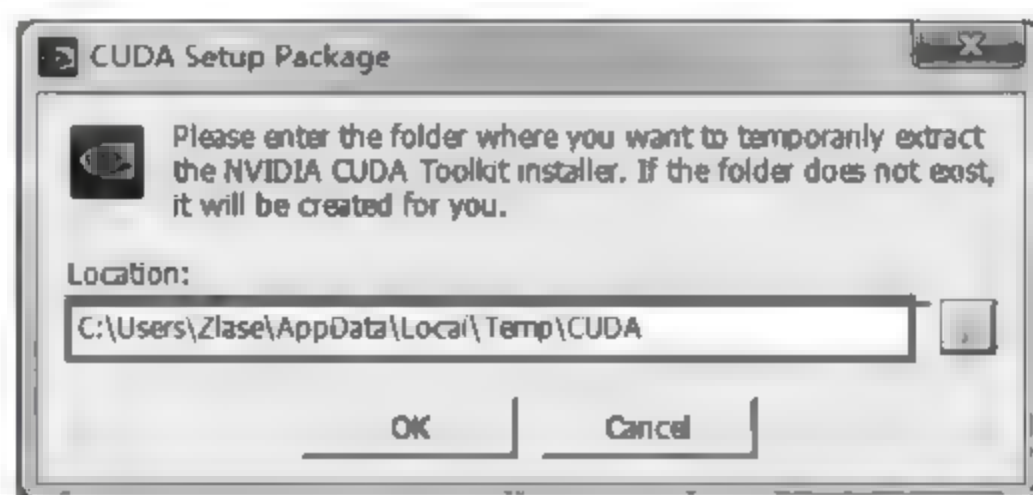 CUDA Setup Package
Please enter the folder where you want to temporarily extract
the NVIDIA CUDA Toolkit installer. If the folder does not exist,
it will be created for you.
Location:
C:\Users\Zlase\AppData\Local\Temp\CUDA
OK Cancel